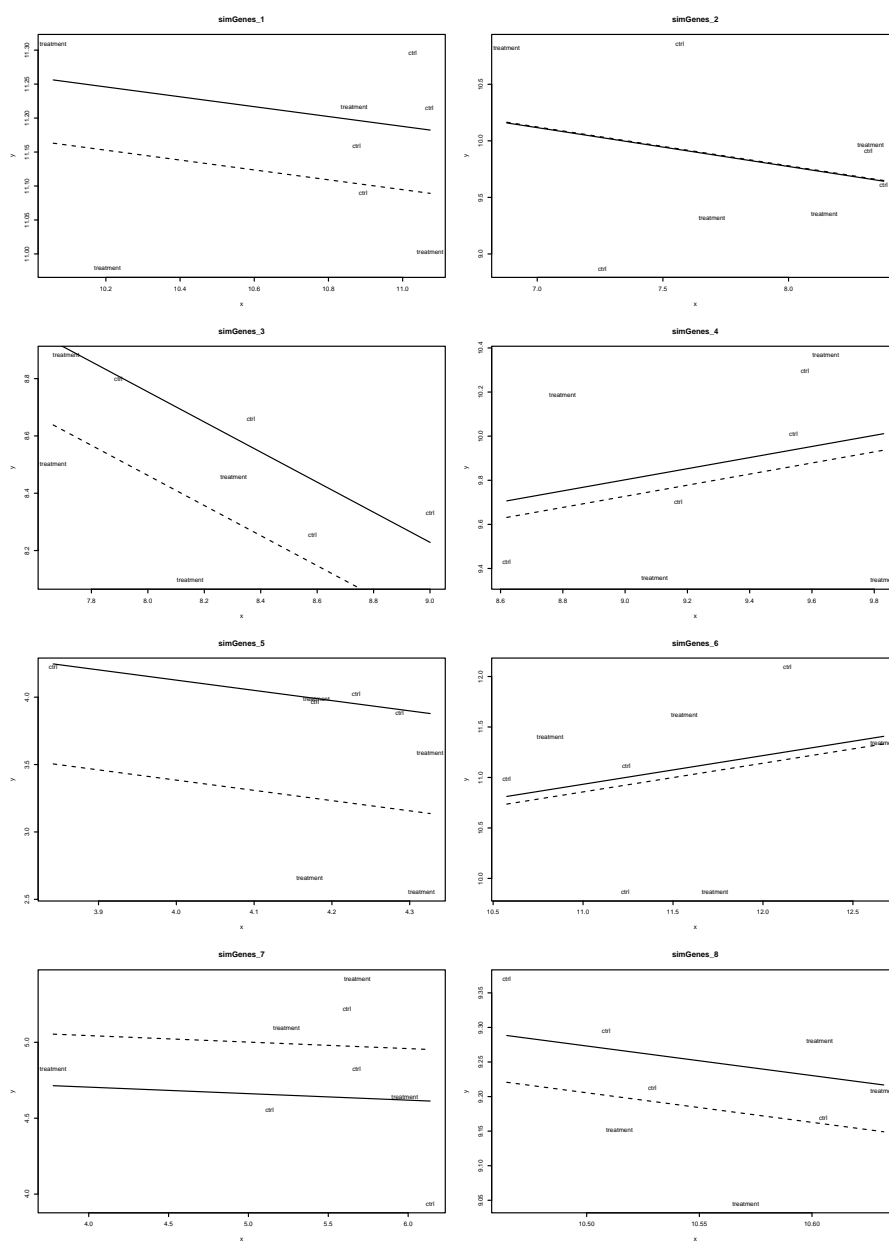 simGenes_1
treatment
ctrl
treatment
ctrl
ctrl
ctrl
treatment
treatment
y
11.00
11.05
11.10
11.15
11.20
11.25
11.30
10.2
10.4
10.6
10.8
11.0
x
simGenes_2
treatment
ctrl
treatment
ctrl
ctrl
treatment
treatment
ctrl
y
9.0
9.5
10.0
10.5
7.0
7.5
8.0
x
simGenes_3
treatment
ctrl
ctrl
treatment
treatment
ctrl
ctrl
treatment
y
8.2
8.4
8.6
8.8
7.8
8.0
8.2
8.4
8.6
8.8
9.0
x
simGenes_4
treatment
ctrl
treatment
ctrl
ctrl
ctrl
treatment
treatment
y
9.4
9.6
9.8
10.0
10.2
10.4
8.6
8.8
9.0
9.2
9.4
9.6
9.8
x
simGenes_5
ctrl
treatment
ctrl
ctrl
ctrl
treatment
treatment
treatment
y
2.5
3.0
3.5
4.0
3.9
4.0
4.1
4.2
4.3
x
simGenes_6
ctrl
treatment
treatment
treatment
ctrl
ctrl
ctrl
treatment
y
10.0
10.5
11.0
11.5
12.0
10.5
11.0
11.5
12.0
12.5
x
simGenes_7
treatment
ctrl
treatment
treatment
ctrl
treatment
ctrl
ctrl
y
4.0
4.5
5.0
4.0
4.5
5.0
5.5
6.0
x
simGenes_8
ctrl
ctrl
treatment
ctrl
treatment
ctrl
treatment
treatment
y
9.05
9.10
9.15
9.20
9.25
9.30
9.35
10.50
10.55
10.60
x